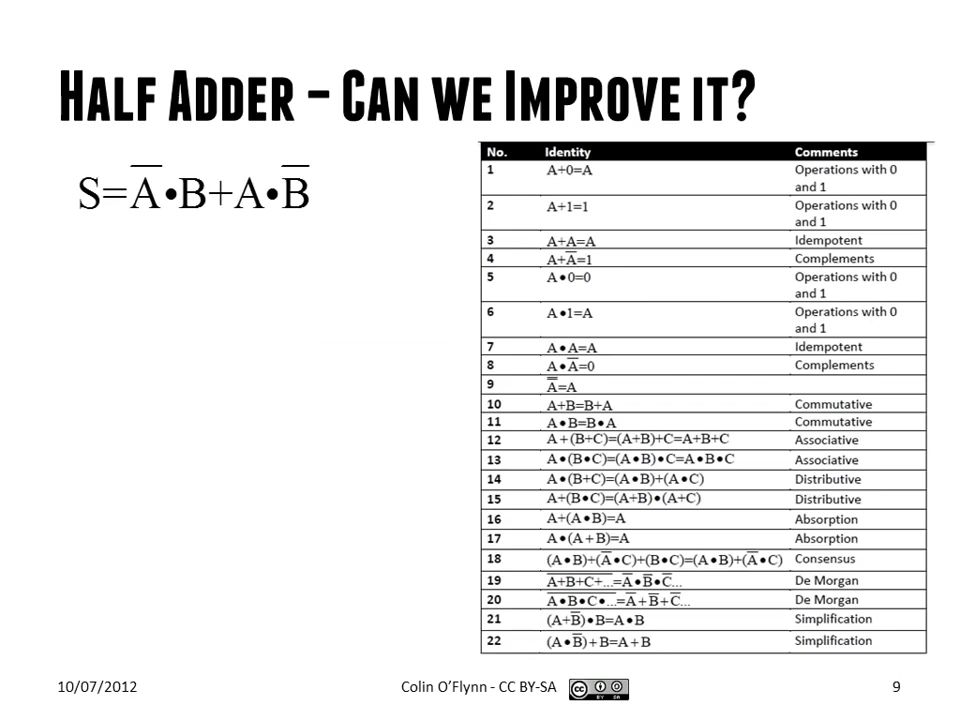 HALF ADDER – CAN WE IMPROVE IT?
S=A̅•B+A•B̅
No. Identity Comments
1 A+0=A Operations with 0
and 1
2 A+1=1 Operations with 0
and 1
3 A+A=A Idempotent
4 A+A̅=1 Complements
5 A•0=0 Operations with 0
and 1
6 A•1=A Operations with 0
and 1
7 A•A=A Idempotent
8 A•A̅=0 Complements
9 A̿=A
10 A+B=B+A Commutative
11 A•B=B•A Commutative
12 A+(B+C)=(A+B)+C=A+B+C Associative
13 A•(B•C)=(A•B)•C=A•B•C Associative
14 A•(B+C)=(A•B)+(A•C) Distributive
15 A+(B•C)=(A+B)•(A+C) Distributive
16 A+(A•B)=A Absorption
17 A•(A+B)=A Absorption
18 (A•B)+(A̅•C)+(B•C)=(A•B)+(A̅•C) Consensus
19 A̅+̅B̅+̅C̅+̅.̅.̅.̅=A̅•B̅•C̅... De Morgan
20 A̅•̅B̅•̅C̅•̅.̅.̅.̅=A̅+B̅+C̅... De Morgan
21 (A+B̅)•B=A•B Simplification
22 (A•B̅)+B=A+B Simplification
10/07/2012 Colin O’Flynn - CC BY-SA cc BY SA 9